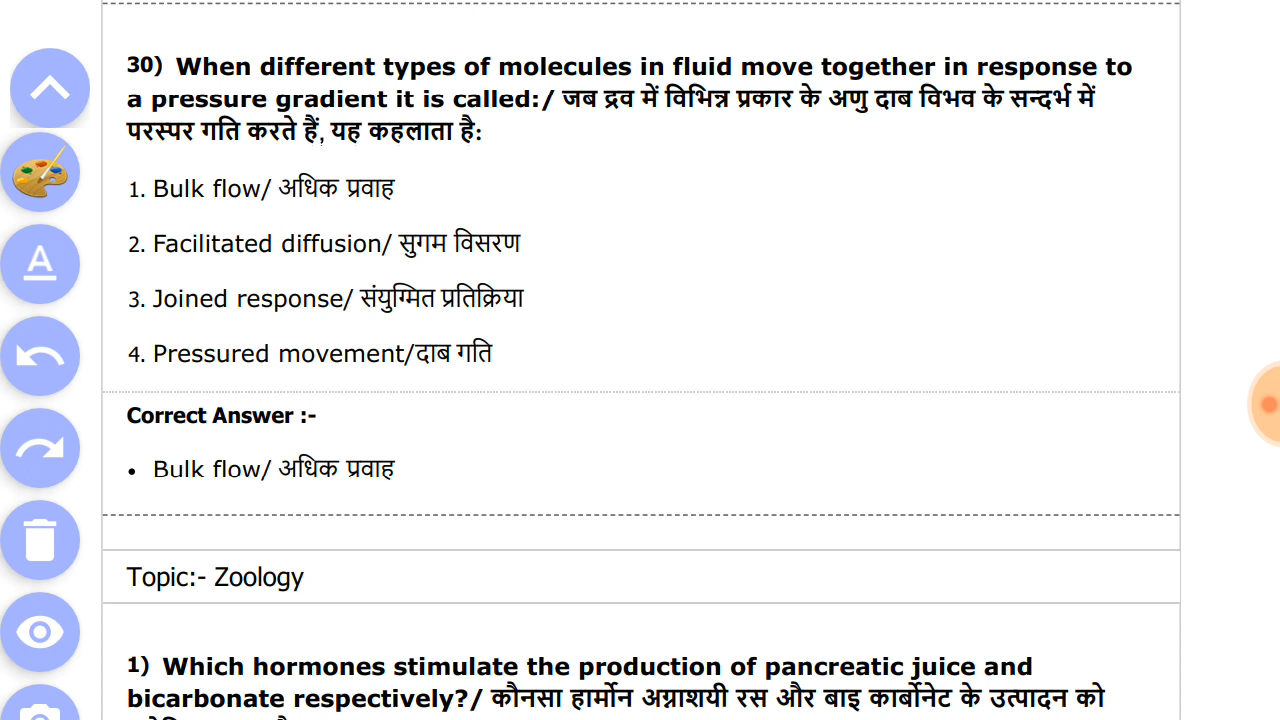 30) When different types of molecules in fluid move together in response to
a pressure gradient it is called:/ जब द्रव में विभिन्न प्रकार के अणु दाब विभव के सन्दर्भ में
परस्पर गति करते हैं, यह कहलाता है:
1. Bulk flow/ अधिक प्रवाह
2. Facilitated diffusion/ सुगम विसरण
3. Joined response/ संयुग्मित प्रतिक्रिया
4. Pressured movement/दाब गति
Correct Answer :-
• Bulk flow/ अधिक प्रवाह
Topic:- Zoology
1) Which hormones stimulate the production of pancreatic juice and
bicarbonate respectively?/ कौनसा हार्मोन अग्नाशयी रस और बाइ कार्बोनेट के उत्पादन को